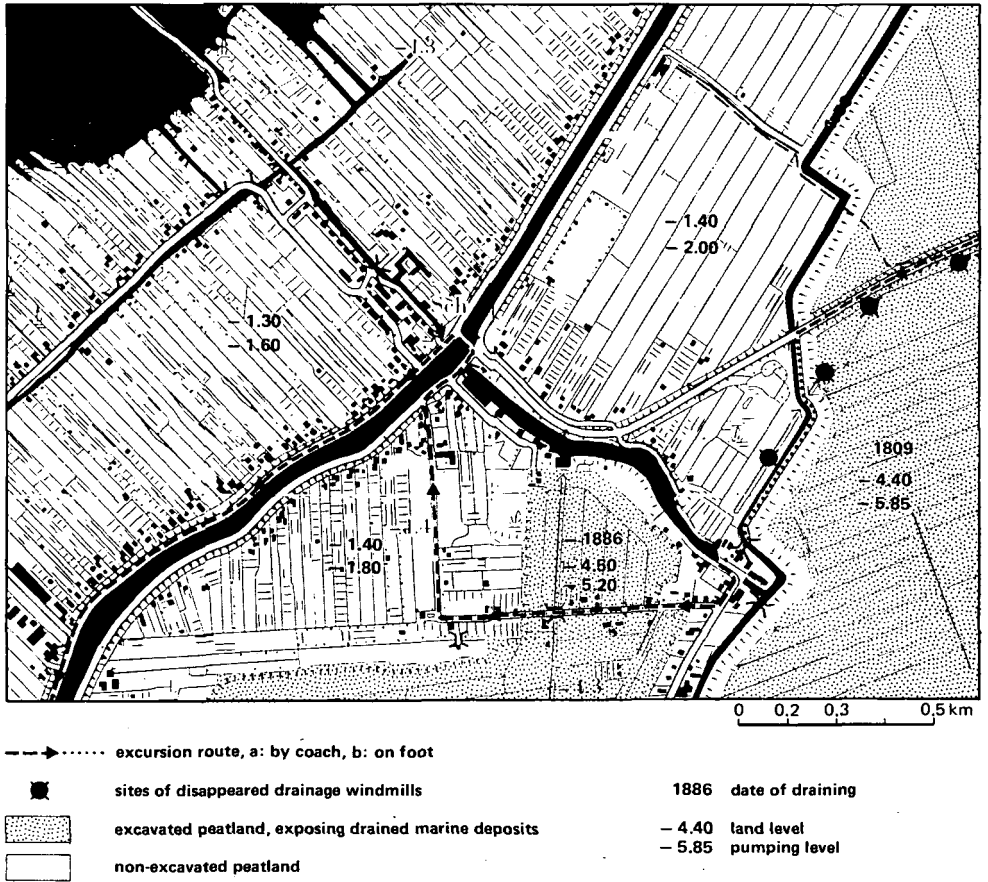 – 1.40
– 2.00
– 1.30
– 1.60
1809
– 4.40
– 5.85
1.40
– 1.80
– 1886
– 4.60
– 5.20
0 0.2 0.3 0.5 km
excursion route, a: by coach, b: on foot
sites of disappeared drainage windmills
1886 date of draining
excavated peatland, exposing drained marine deposits
– 4.40 land level
– 5.85 pumping level
non-excavated peatland